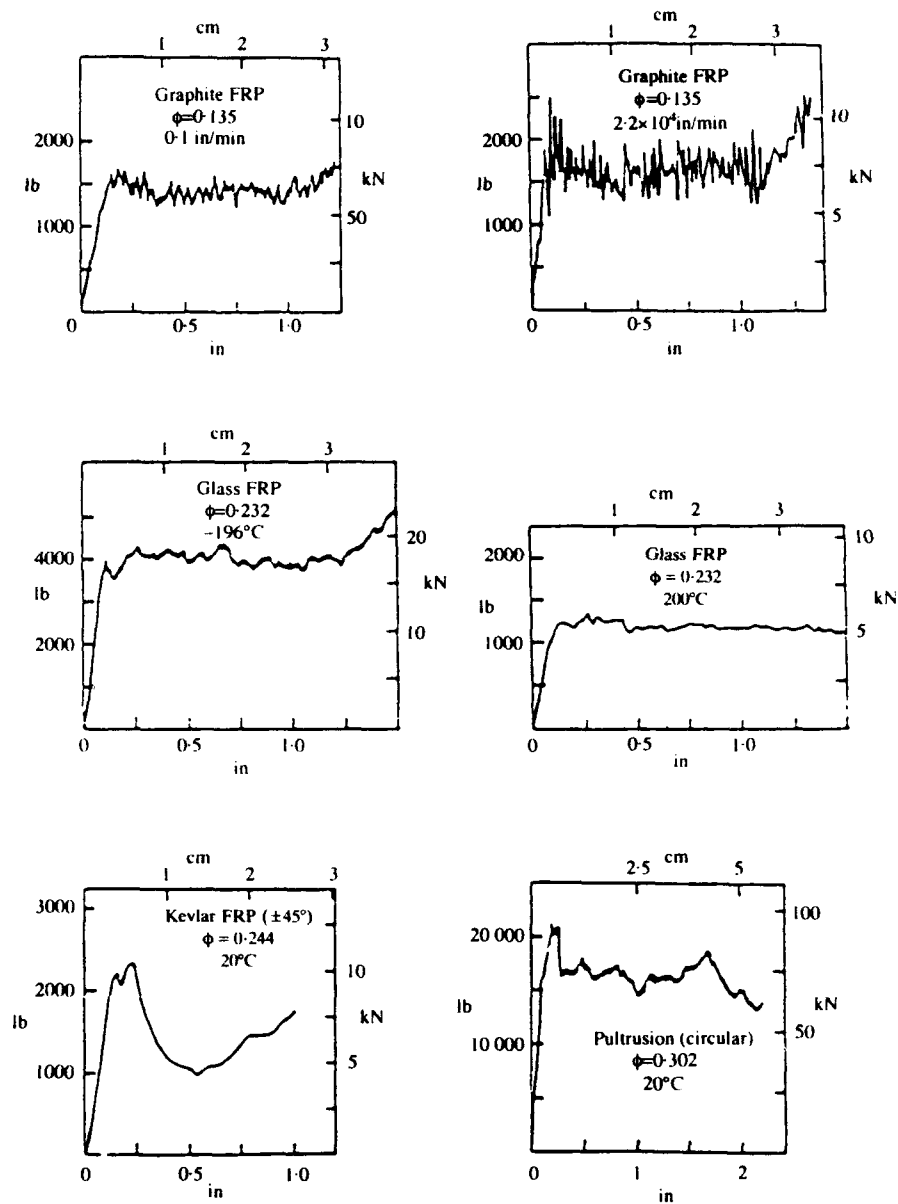 cm
1 2 3
Graphite FRP
ϕ=0·135
0·1 in/min
2000
1000
lb
10
50
kN
0 0·5 1·0
in
cm
1 2 3
Graphite FRP
ϕ=0·135
2·2×10⁴in/min
2000
1000
lb
10
5
kN
0 0·5 1·0
in
cm
1 2 3
Glass FRP
ϕ=0·232
-196°C
4000
2000
lb
20
10
kN
0 0·5 1·0
in
cm
1 2 3
Glass FRP
ϕ = 0·232
200°C
2000
1000
lb
10
5
kN
0 0·5 1·0
in
cm
1 2 3
Kevlar FRP (±45°)
ϕ = 0·244
20°C
3000
2000
1000
lb
10
5
kN
0 0·5 1·0
in
cm
2.5 5
20 000
10 000
lb
100
50
kN
Pultrusion (circular)
ϕ=0·302
20°C
0 1 2
in